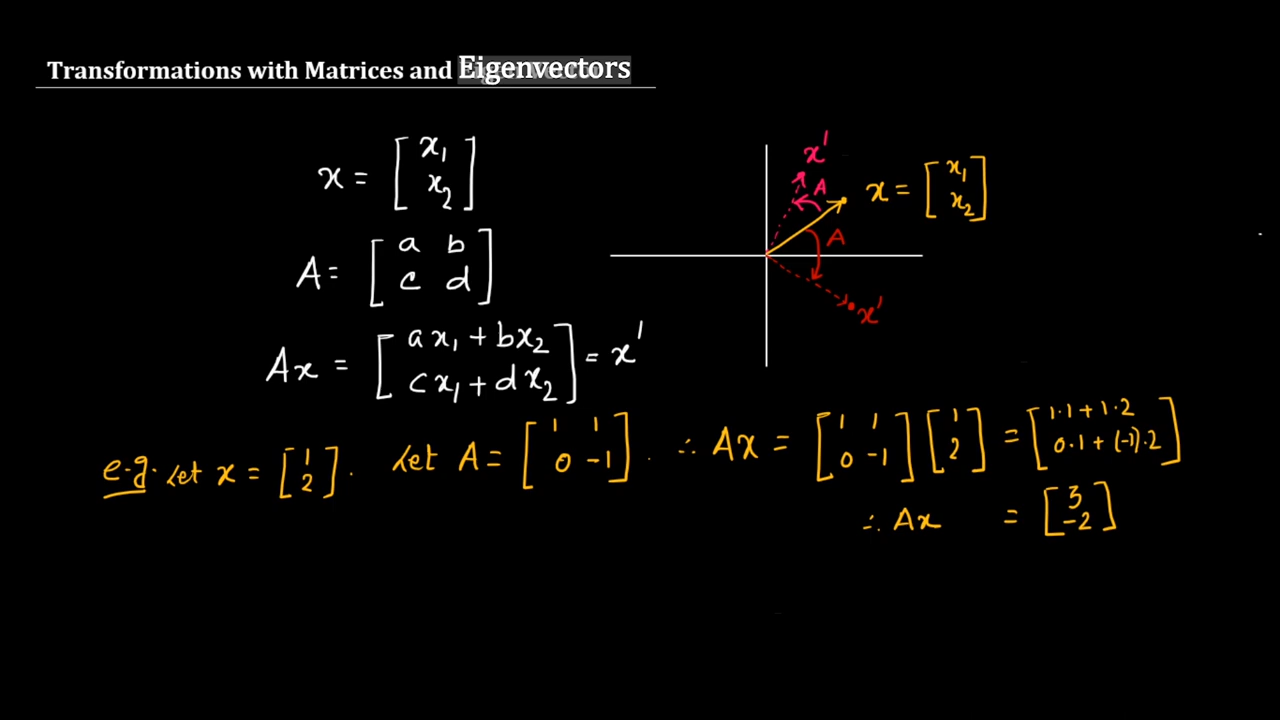 Transformations with Matrices and Eigenvectors
x = [ x₁ x₂ ]
A = [ a b c d ]
Ax = [ ax₁ + bx₂ cx₁ + dx₂ ] = x'
x'
A
x = [ x₁ x₂ ]
A
x'
e.g. Let x = [ 1 2 ]. Let A = [ 1 1 0 -1 ]. ∴ Ax = [ 1 1 0 -1 ] [ 1 2 ] = [ 1·1 + 1·2 0·1 + (-1)·2 ]
∴ Ax = [ 3 -2 ]